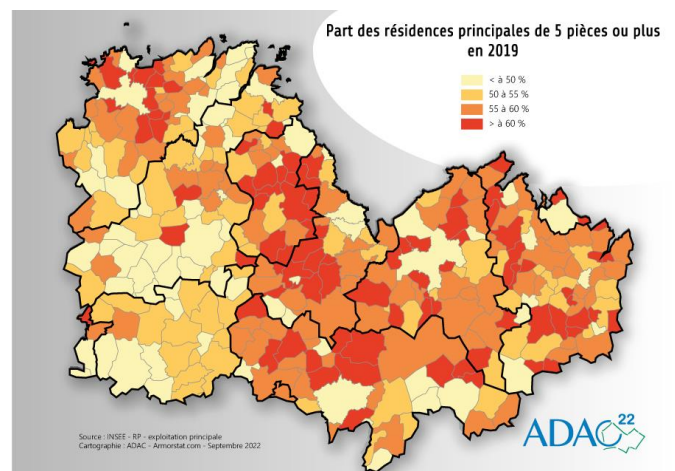 Part des résidences principales de 5 pièces ou plus
en 2019
< à 50 %
50 à 55 %
55 à 60 %
> à 60 %
Source : INSEE - RP - exploitation principale
Cartographie : ADAC - Armorstat.com - Septembre 2022
ADAC 22